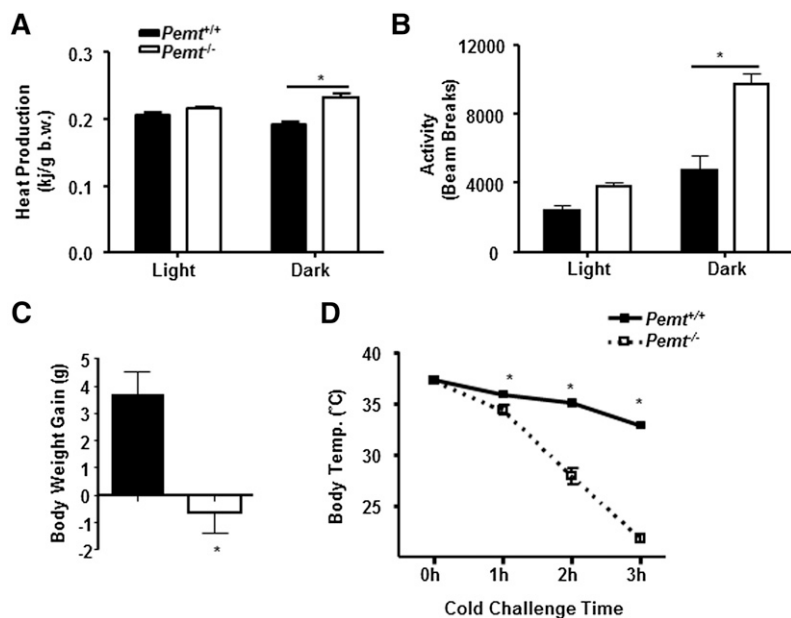 A
Pemt+/+
Pemt-/-
Heat Production
(kj/g b.w.)
0.3
0.2
0.1
0.0
*
Light
Dark
B
Activity
(Beam Breaks)
12000
8000
4000
0
*
Light
Dark
C
Body Weight Gain (g)
5
4
3
2
1
0
-1
-2
*
D
Pemt+/+
Pemt-/-
Body Temp. (°C)
40
35
30
25
*
*
*
0h
1h
2h
3h
Cold Challenge Time